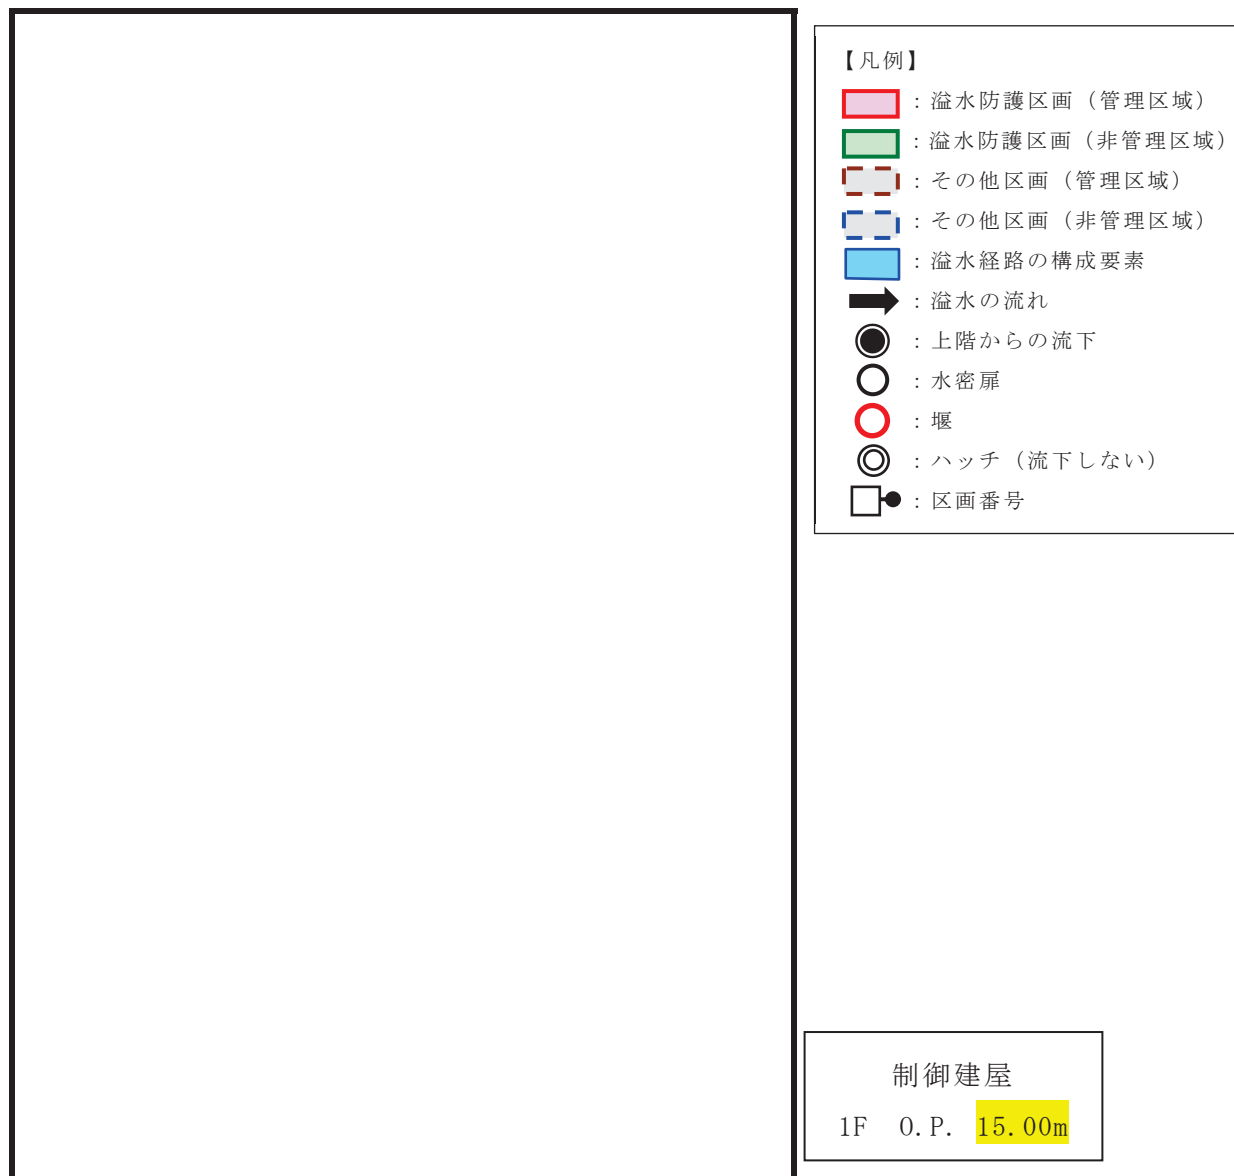 【凡例】
：溢水防護区画（管理区域）
：溢水防護区画（非管理区域）
：その他区画（管理区域）
：その他区画（非管理区域）
：溢水経路の構成要素
：溢水の流れ
：上階からの流下
：水密扉
：堰
：ハッチ（流下しない）
：区画番号
制御建屋
1F O.P. 15.00m